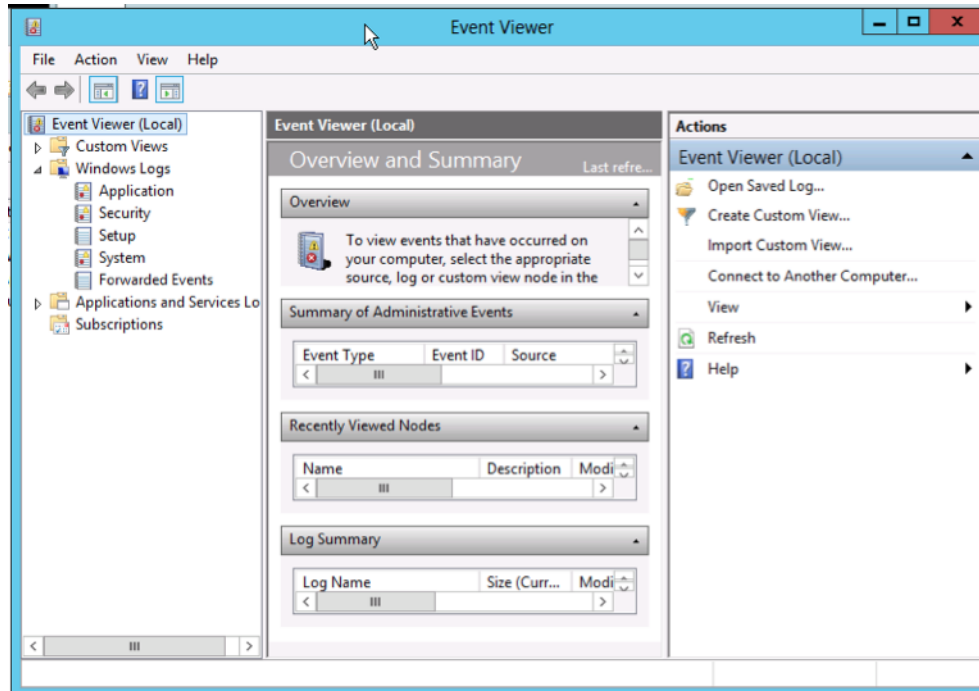 Event Viewer
File Action View Help
Event Viewer (Local)
Custom Views
Windows Logs
Application
Security
Setup
System
Forwarded Events
Applications and Services Lo
Subscriptions
Event Viewer (Local)
Overview and Summary Last refre...
Overview
To view events that have occurred on
your computer, select the appropriate
source, log or custom view node in the
Summary of Administrative Events
Event Type Event ID Source
Recently Viewed Nodes
Name Description Modi
Log Summary
Log Name Size (Curr... Modi
Actions
Event Viewer (Local)
Open Saved Log...
Create Custom View...
Import Custom View...
Connect to Another Computer...
View
Refresh
Help